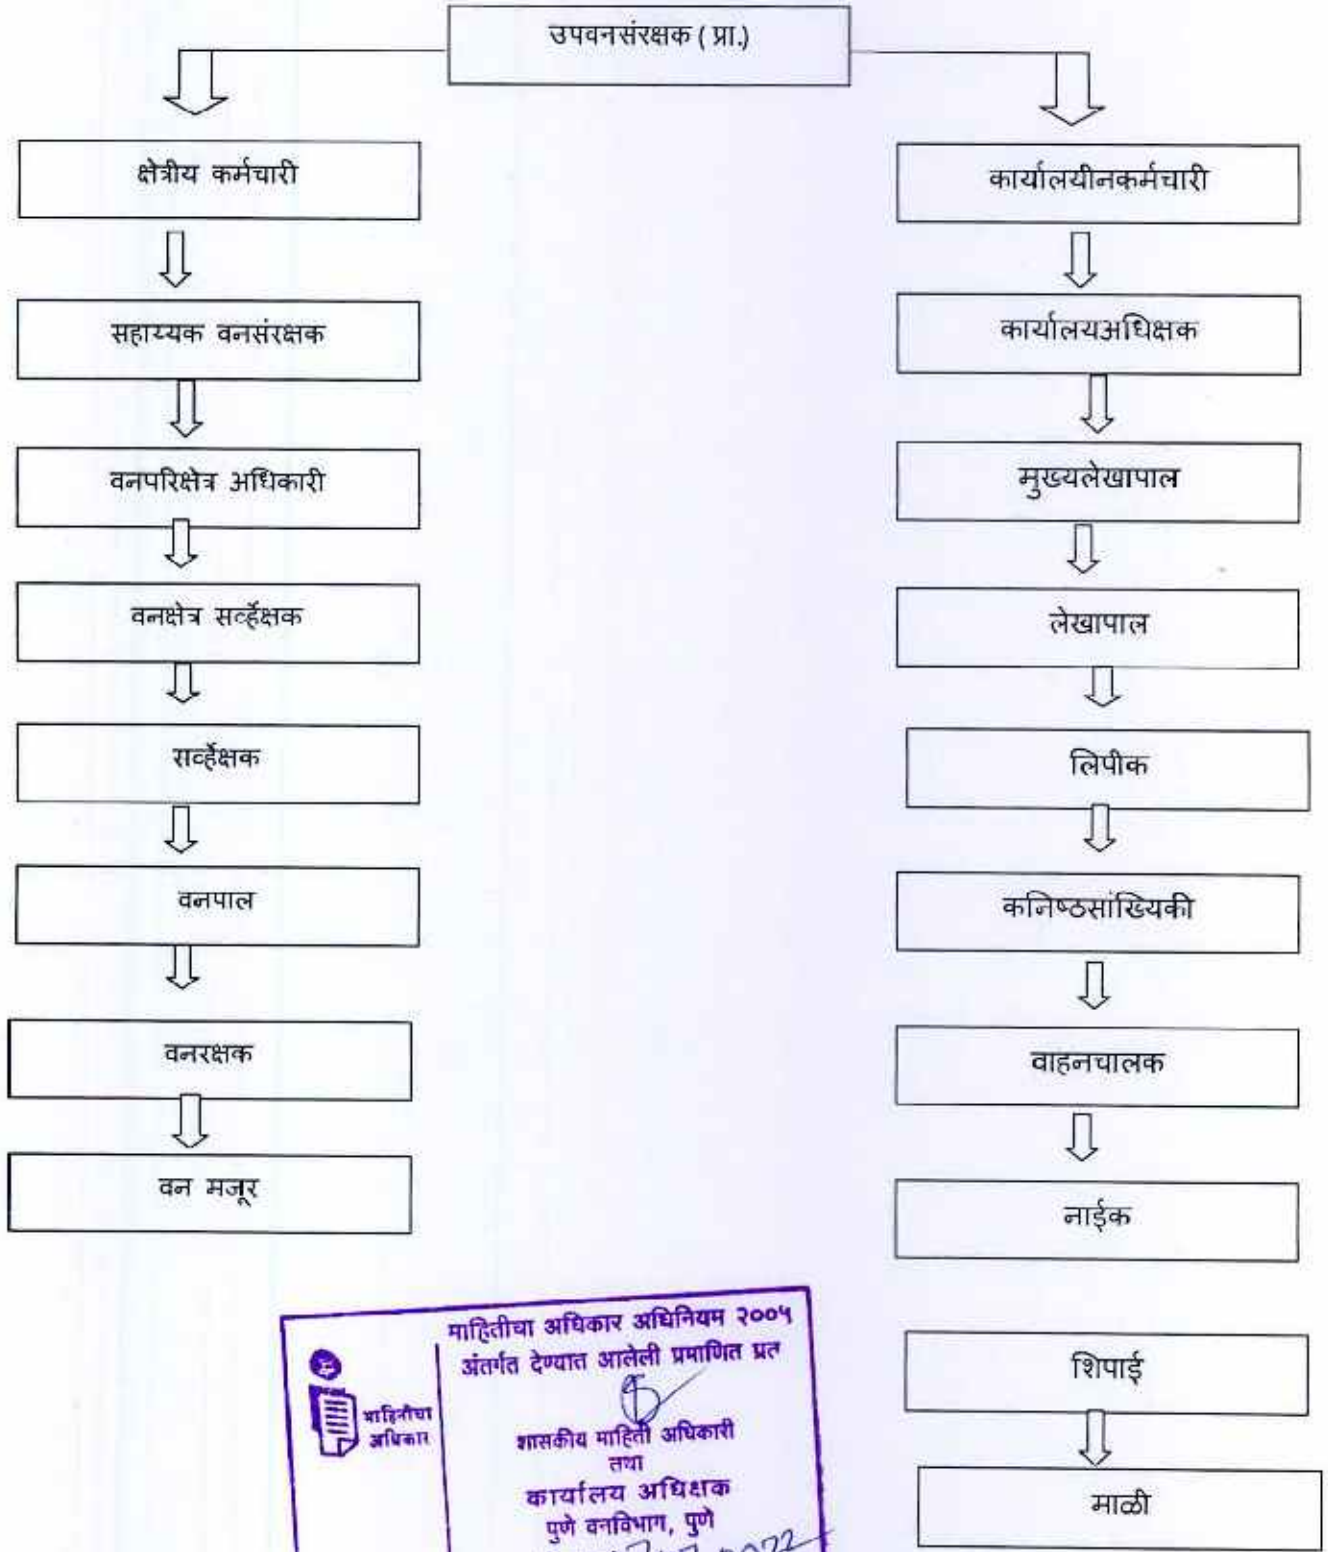 उपवनसंरक्षक ( प्रा.)
क्षेत्रीय कर्मचारी
सहाय्यक वनसंरक्षक
वनपरिक्षेत्र अधिकारी
वनक्षेत्र सर्व्हेक्षक
सर्व्हेक्षक
वनपाल
वनरक्षक
वन मजूर
कार्यालयीनकर्मचारी
कार्यालयअधिक्षक
मुख्यलेखापाल
लेखापाल
लिपीक
कनिष्ठसांख्यिकी
वाहनचालक
नाईक
शिपाई
माळी
माहितीचा
अधिकार
माहितीचा अधिकार अधिनियम २००५
अंतर्गत देण्यात आलेली प्रमाणित प्रत
शासकीय माहिती अधिकारी
तथा
कार्यालय अधिक्षक
पुणे वनविभाग, पुणे